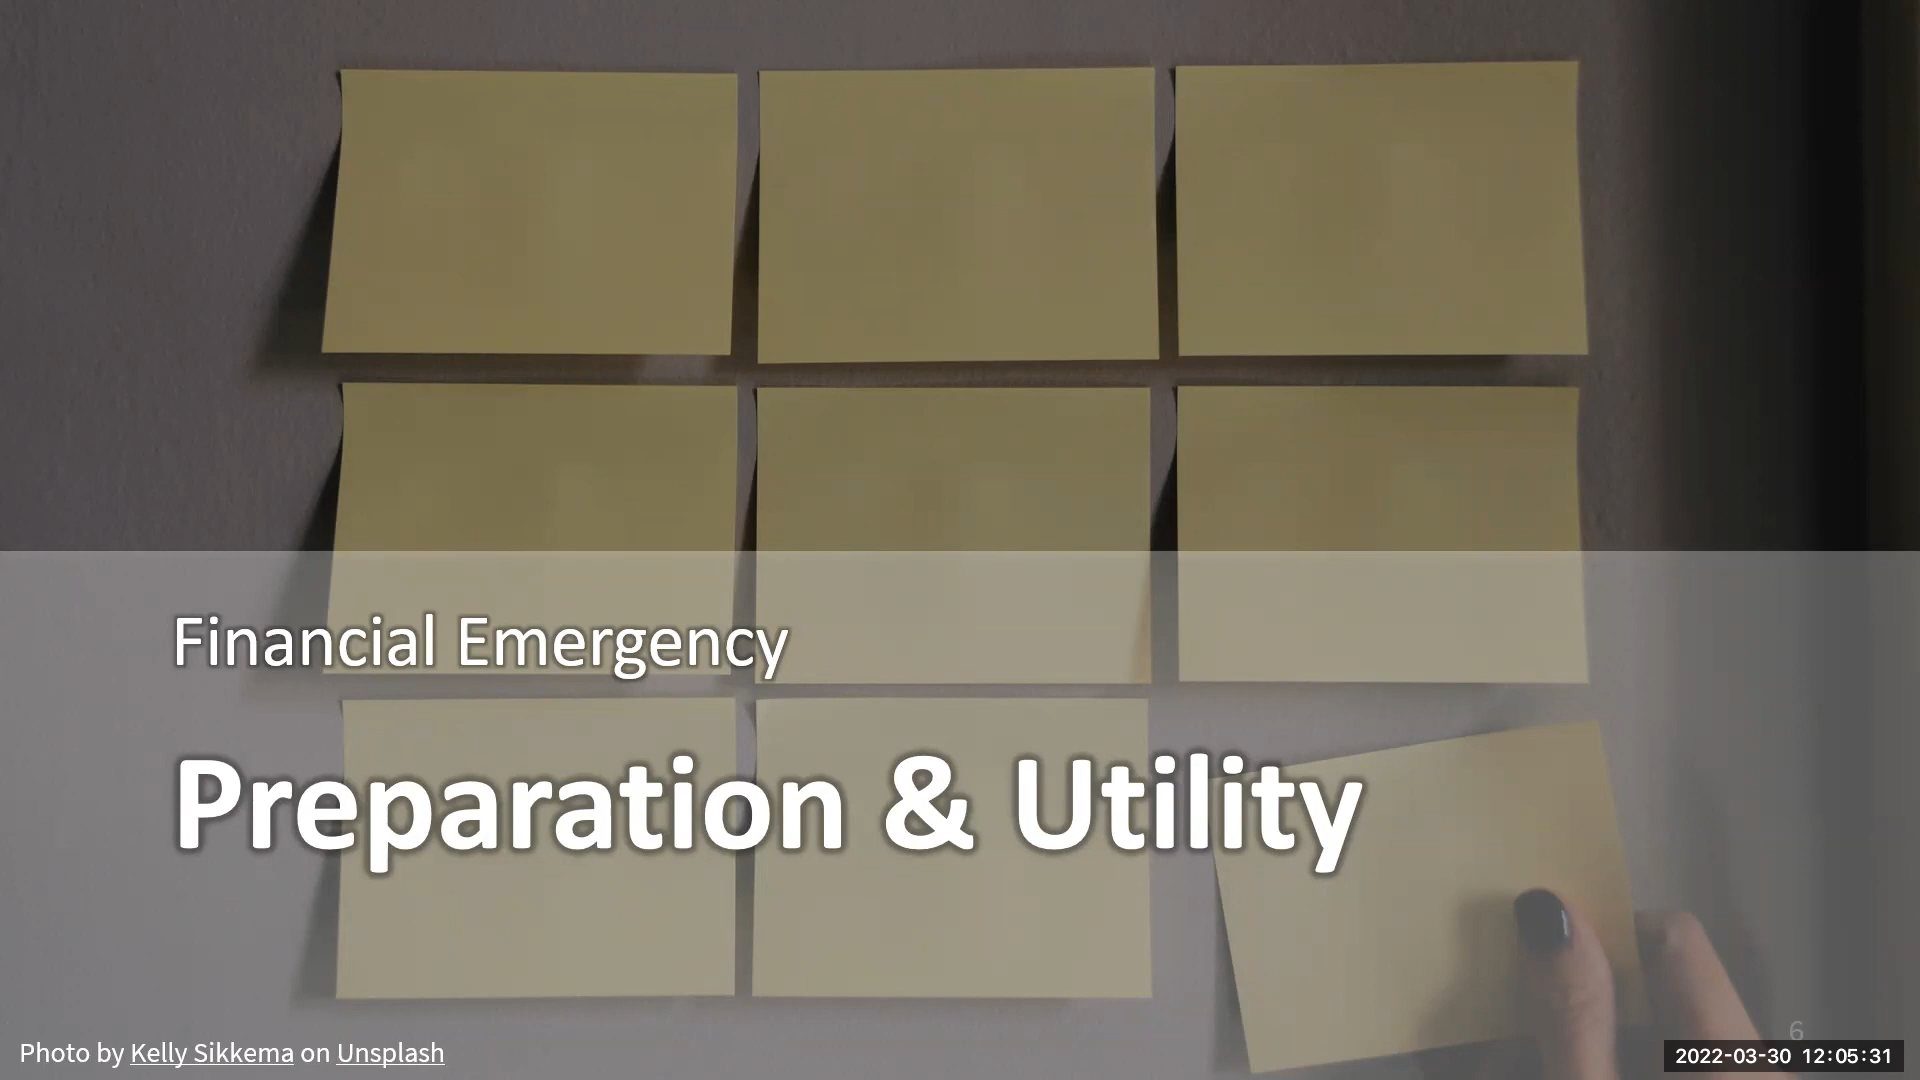 Financial Emergency
Preparation & Utility
6
Photo by Kelly Sikkema on Unsplash
2022-03-30 12:05:31